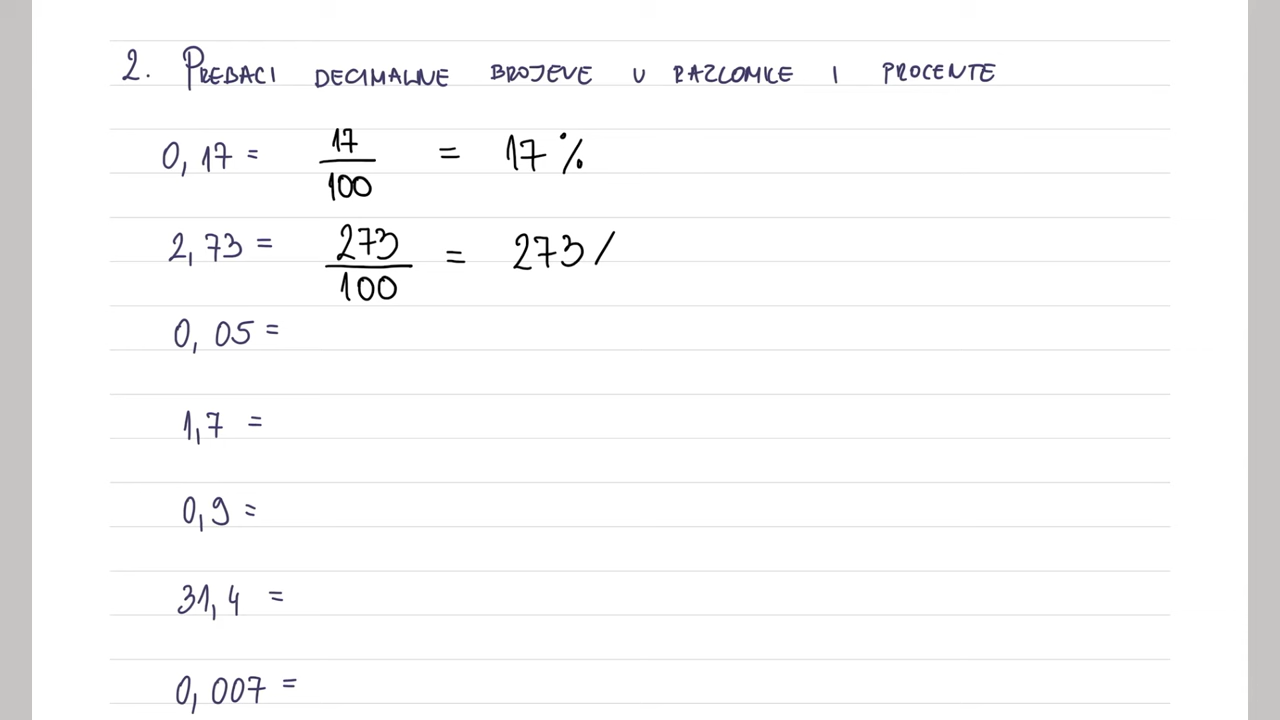 2. PREBACI DECIMALNE BROJEVE U RAZLOMKE I PROCENTE
0,17 = 17/100 = 17%
2,73 = 273/100 = 273/
0,05 =
1,7 =
0,9 =
31,4 =
0,007 =